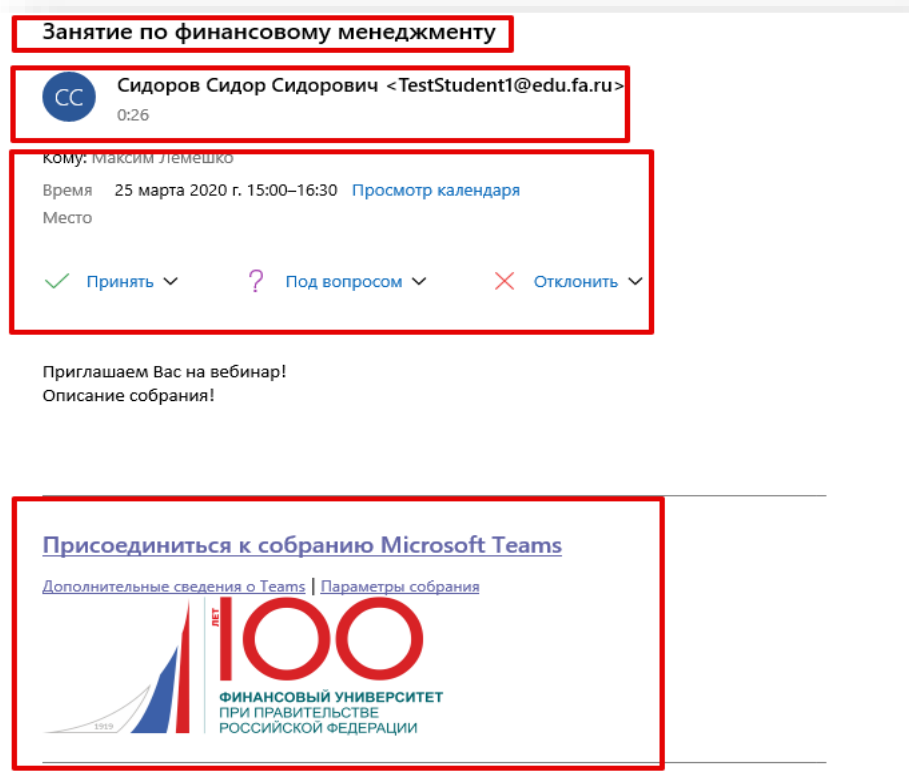 Занятие по финансовому менеджменту
СС
Сидоров Сидор Сидорович <TestStudent1@edu.fa.ru>
0:26
Кому: Максим Лемешко
Время 25 марта 2020 г. 15:00–16:30 Просмотр календаря
Место
Принять ? Под вопросом Отклонить
Приглашаем Вас на вебинар!
Описание собрания!
Присоединиться к собранию Microsoft Teams
Дополнительные сведения о Teams | Параметры собрания
ЛЕТ 100
ФИНАНСОВЫЙ УНИВЕРСИТЕТ
ПРИ ПРАВИТЕЛЬСТВЕ
1919 РОССИЙСКОЙ ФЕДЕРАЦИИ